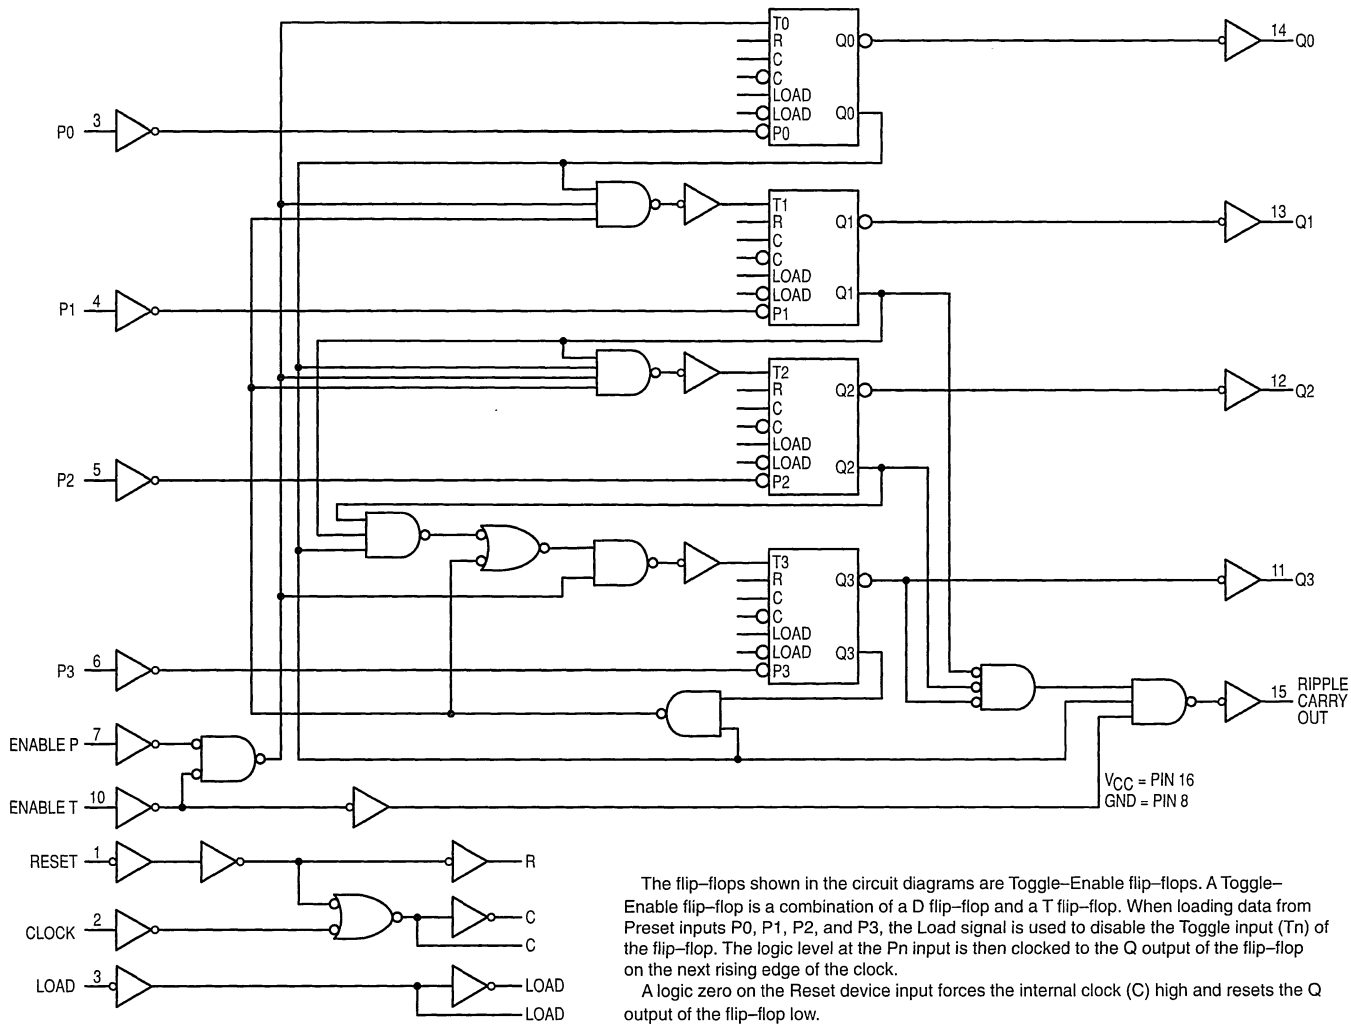 T0
R
C
C
LOAD
LOAD
P0
Q0
Q0
14 Q0
P0 3
T1
R
C
C
LOAD
LOAD
P1
Q1
Q1
13 Q1
P1 4
T2
R
C
C
LOAD
LOAD
P2
Q2
Q2
12 Q2
P2 5
T3
R
C
C
LOAD
LOAD
P3
Q3
Q3
11 Q3
P3 6
15 RIPPLE
CARRY
OUT
ENABLE P 7
ENABLE T 10
VCC = PIN 16
GND = PIN 8
RESET 1
R
CLOCK 2
C
C
LOAD 3
LOAD
LOAD
The flip–flops shown in the circuit diagrams are Toggle–Enable flip–flops. A Toggle–
Enable flip–flop is a combination of a D flip–flop and a T flip–flop. When loading data from
Preset inputs P0, P1, P2, and P3, the Load signal is used to disable the Toggle input (Tn) of
the flip–flop. The logic level at the Pn input is then clocked to the Q output of the flip–flop
on the next rising edge of the clock.
A logic zero on the Reset device input forces the internal clock (C) high and resets the Q
output of the flip–flop low.